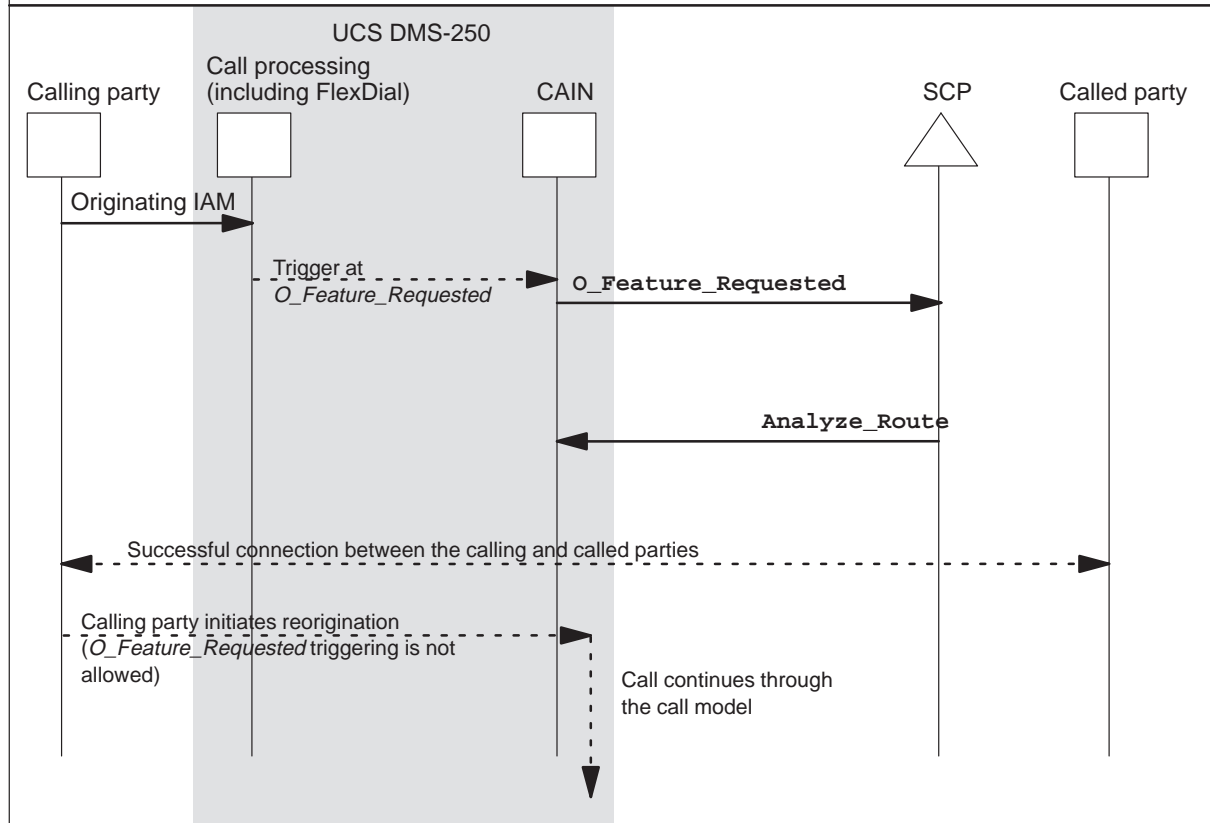 UCS DMS-250
Calling party
Call processing
(including FlexDial)
CAIN
SCP
Called party
Originating IAM
Trigger at
O_Feature_Requested
O_Feature_Requested
Analyze_Route
Successful connection between the calling and called parties
Calling party initiates reorigination
(O_Feature_Requested triggering is not
allowed)
Call continues through
the call model